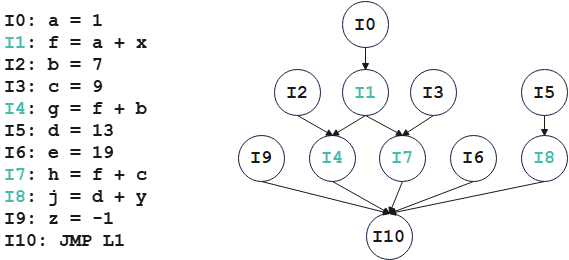 I0: a = 1
I1: f = a + x
I2: b = 7
I3: c = 9
I4: g = f + b
I5: d = 13
I6: e = 19
I7: h = f + c
I8: j = d + y
I9: z = -1
I10: JMP L1
I0
I2
I1
I3
I5
I9
I4
I7
I6
I8
I10